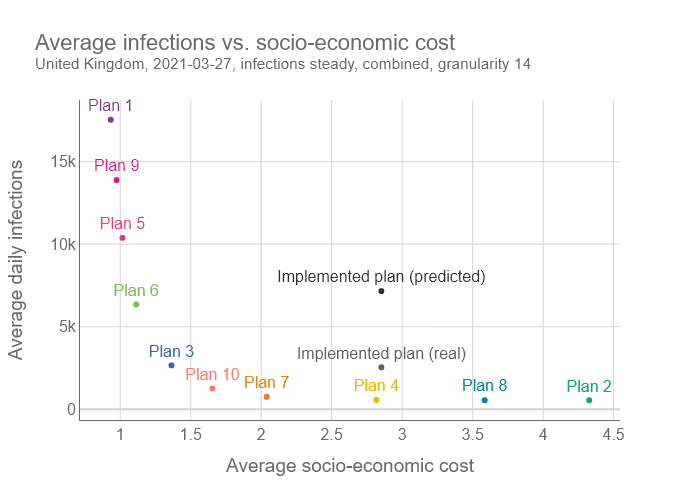 Average infections vs. socio-economic cost
United Kingdom, 2021-03-27, infections steady, combined, granularity 14
Plan 1
Plan 9
Plan 5
Plan 6
Implemented plan (predicted)
Plan 3
Implemented plan (real)
Plan 10
Plan 7
Plan 4
Plan 8
Plan 2
Average daily infections
15k
10k
5k
0
1 1.5 2 2.5 3 3.5 4 4.5
Average socio-economic cost